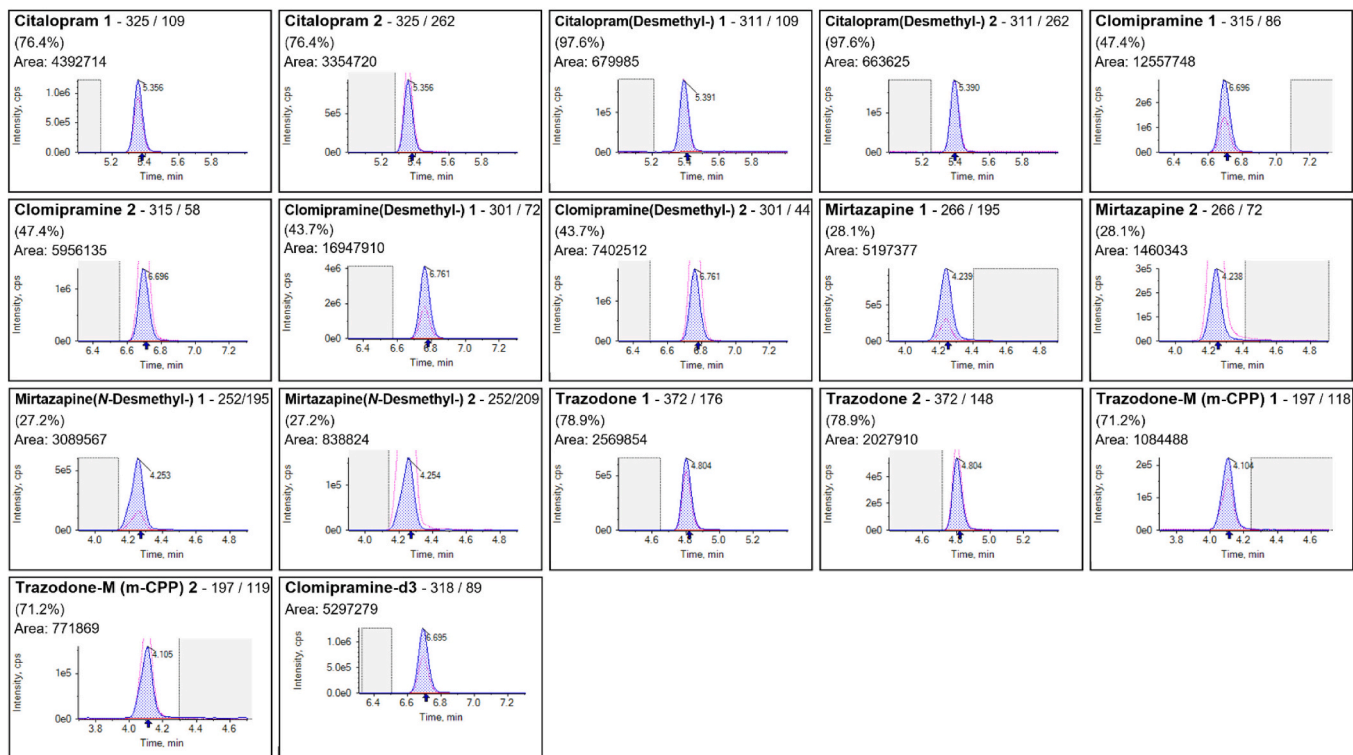 Citalopram 1 - 325 / 109
(76.4%)
Area: 4392714
Intensity, cps
1.0e6
5.0e5
0.0e0
5.356
5.2 5.4 5.6 5.8
Time, min
Citalopram 2 - 325 / 262
(76.4%)
Area: 3354720
Intensity, cps
5e5
0e0
5.356
5.2 5.4 5.6 5.8
Time, min
Citalopram(Desmethyl-) 1 - 311 / 109
(97.6%)
Area: 679985
Intensity, cps
1e5
0e0
5.391
5.2 5.4 5.6 5.8
Time, min
Citalopram(Desmethyl-) 2 - 311 / 262
(97.6%)
Area: 663625
Intensity, cps
1e5
0e0
5.390
5.2 5.4 5.6 5.8
Time, min
Clomipramine 1 - 315 / 86
(47.4%)
Area: 12557748
Intensity, cps
2e6
1e6
0e0
6.696
6.4 6.6 6.8 7.0 7.2
Time, min
Clomipramine 2 - 315 / 58
(47.4%)
Area: 5956135
Intensity, cps
1e6
0e0
6.696
6.4 6.6 6.8 7.0 7.2
Time, min
Clomipramine(Desmethyl-) 1 - 301 / 72
(43.7%)
Area: 16947910
Intensity, cps
4e6
2e6
0e0
6.761
6.4 6.6 6.8 7.0 7.2
Time, min
Clomipramine(Desmethyl-) 2 - 301 / 44
(43.7%)
Area: 7402512
Intensity, cps
1e6
0e0
6.761
6.4 6.6 6.8 7.0 7.2
Time, min
Mirtazapine 1 - 266 / 195
(28.1%)
Area: 5197377
Intensity, cps
5e5
0e0
4.239
4.0 4.2 4.4 4.6 4.8
Time, min
Mirtazapine 2 - 266 / 72
(28.1%)
Area: 1460343
Intensity, cps
3e5
2e5
1e5
0e0
4.238
4.0 4.2 4.4 4.6 4.8
Time, min
Mirtazapine(N-Desmethyl-) 1 - 252/195
(27.2%)
Area: 3089567
Intensity, cps
5e5
0e0
4.253
4.0 4.2 4.4 4.6 4.8
Time, min
Mirtazapine(N-Desmethyl-) 2 - 252/209
(27.2%)
Area: 838824
Intensity, cps
1e5
0e0
4.254
4.0 4.2 4.4 4.6 4.8
Time, min
Trazodone 1 - 372 / 176
(78.9%)
Area: 2569854
Intensity, cps
5e5
0e0
4.804
4.6 4.8 5.0 5.2
Time, min
Trazodone 2 - 372 / 148
(78.9%)
Area: 2027910
Intensity, cps
4e5
2e5
0e0
4.804
4.6 4.8 5.0 5.2
Time, min
Trazodone-M (m-CPP) 1 - 197 / 118
(71.2%)
Area: 1084488
Intensity, cps
2e5
1e5
0e0
4.104
3.8 4.0 4.2 4.4 4.6
Time, min
Trazodone-M (m-CPP) 2 - 197 / 119
(71.2%)
Area: 771869
Intensity, cps
1e5
0e0
4.105
3.8 4.0 4.2 4.4 4.6
Time, min
Clomipramine-d3 - 318 / 89
Area: 5297279
Intensity, cps
1.0e6
5.0e5
0.0e0
6.695
6.4 6.6 6.8 7.0 7.2
Time, min